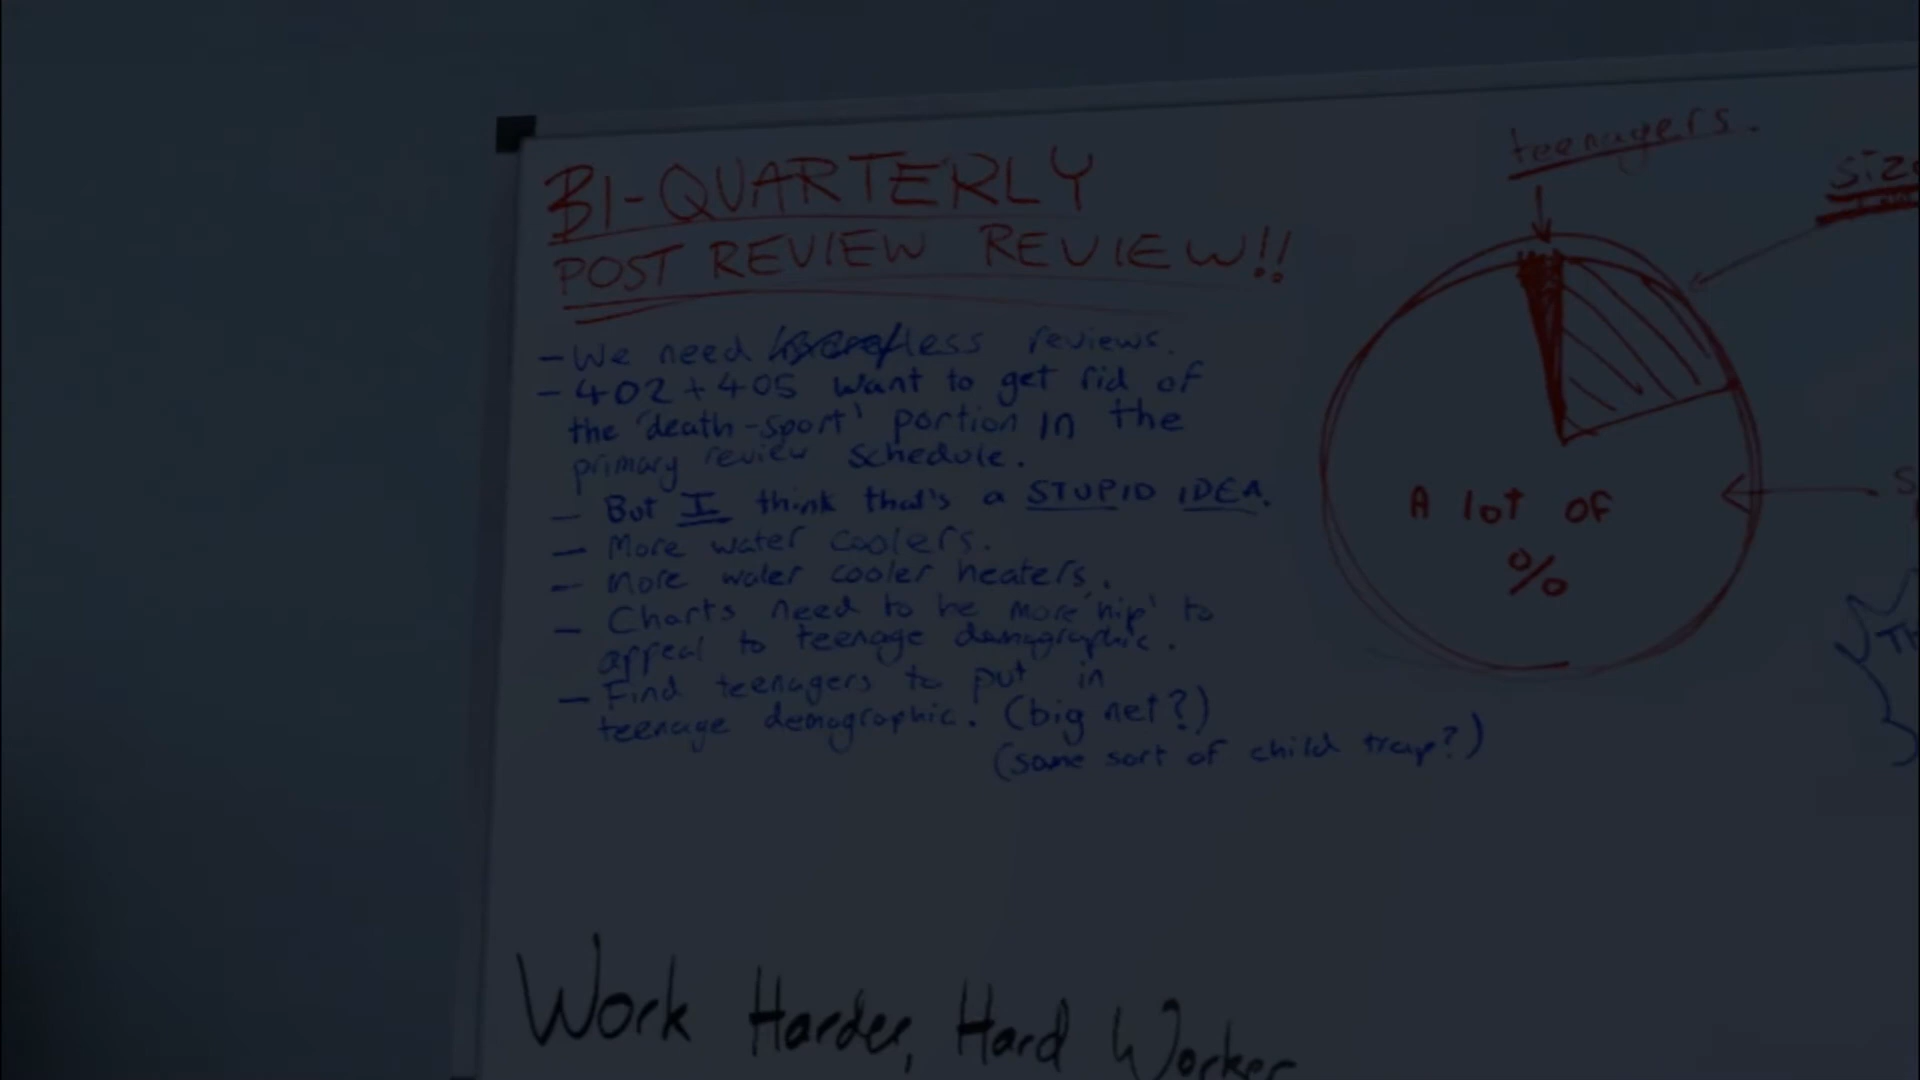 BI-QUARTERLY
POST REVIEW REVIEW!!
- We need less reviews.
- 402 + 405 want to get rid of
the 'death-sport' portion in the
primary review schedule.
- But I think that's a STUPID IDEA.
- More water coolers.
- More water cooler heaters.
- Charts need to be more 'hip' to
appeal to teenage demographic.
- Find teenagers to put in
teenage demographic. (big net?)
(some sort of child trap?)
teenagers.
A lot of
%
Work Harder, Hard Worker